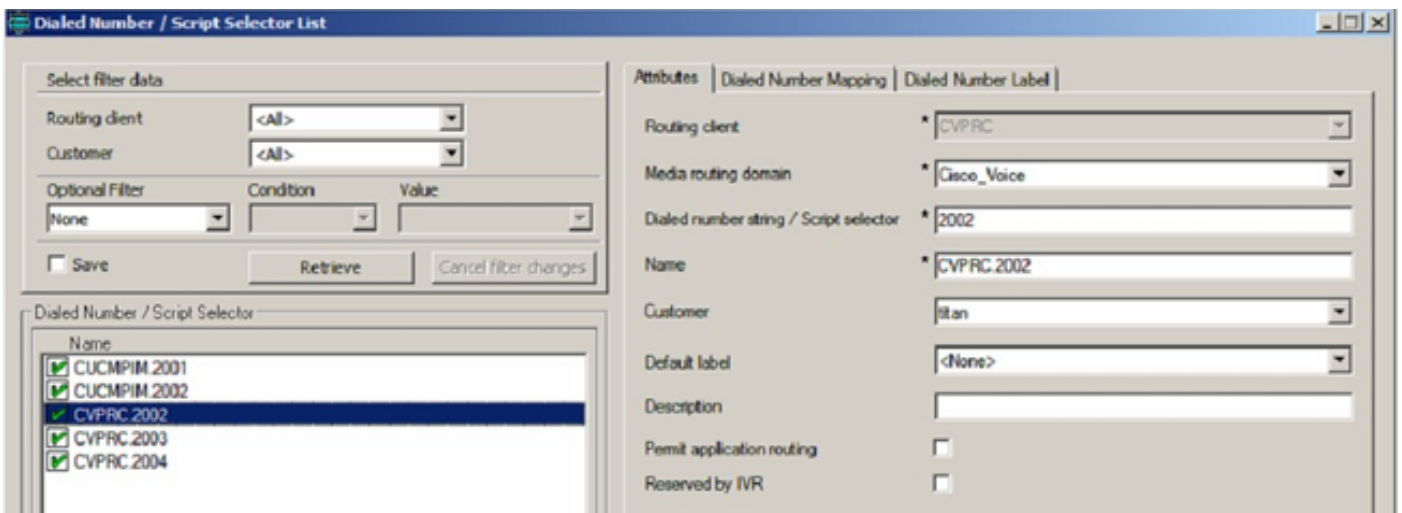 Dialed Number / Script Selector List
Select filter data
Routing client <All>
Customer <All>
Optional Filter Condition Value
None
Save Retrieve Cancel filter changes
Dialed Number / Script Selector
Name
CUCMPIM.2001
CUCMPIM.2002
CVPRC.2002
CVPRC.2003
CVPRC.2004
Attributes Dialed Number Mapping Dialed Number Label
Routing client * CVPRC
Media routing domain * Cisco_Voice
Dialed number string / Script selector * 2002
Name * CVPRC.2002
Customer titan
Default label <None>
Description
Permit application routing
Reserved by IVR